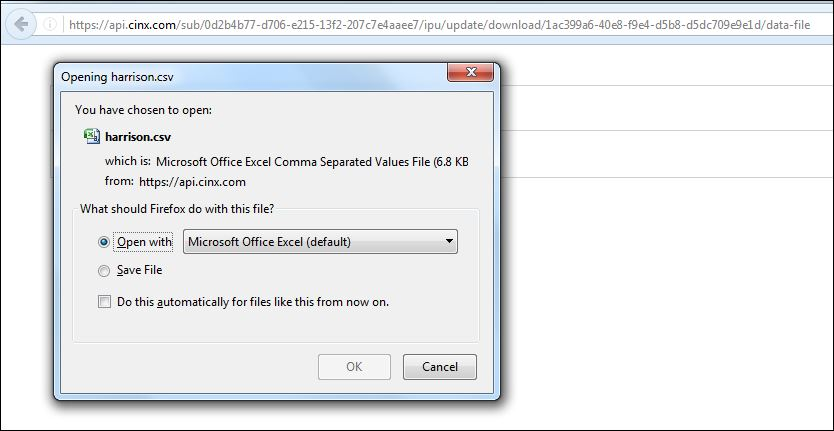 https://api.cinx.com/sub/0d2b4b77-d706-e215-13f2-207c7e4aaee7/ipu/update/download/1ac399a6-40e8-f9e4-d5b8-d5dc709e9e1d/data-file
Opening harrison.csv
You have chosen to open:
harrison.csv
which is: Microsoft Office Excel Comma Separated Values File (6.8 KB
from: https://api.cinx.com
What should Firefox do with this file?
Open with Microsoft Office Excel (default)
Save File
Do this automatically for files like this from now on.
OK Cancel